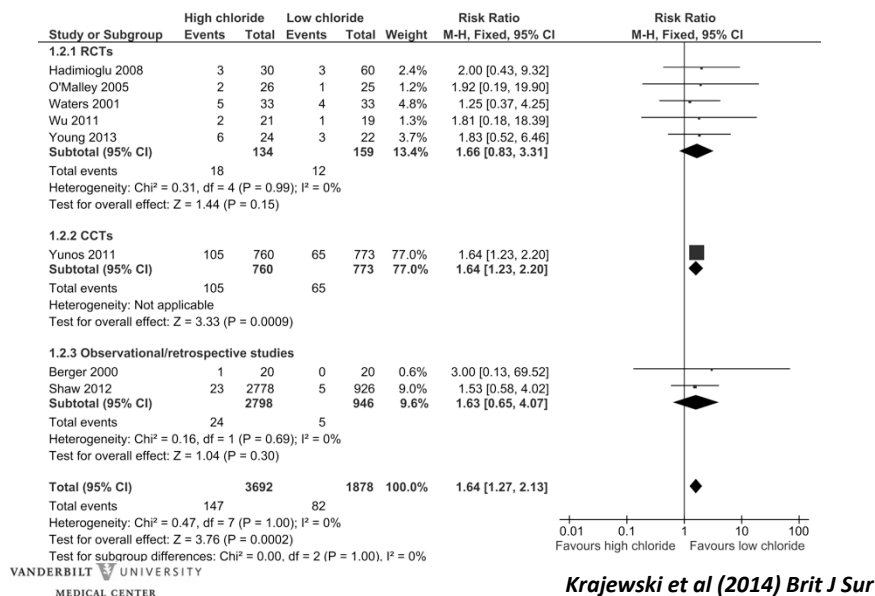 High chloride Low chloride Risk Ratio Risk Ratio
Study or Subgroup Events Total Events Total Weight M-H, Fixed, 95% CI M-H, Fixed, 95% CI
1.2.1 RCTs
Hadimioglu 2008 3 30 3 60 2.4% 2.00 [0.43, 9.32]
O'Malley 2005 2 26 1 25 1.2% 1.92 [0.19, 19.90]
Waters 2001 5 33 4 33 4.8% 1.25 [0.37, 4.25]
Wu 2011 2 21 1 19 1.3% 1.81 [0.18, 18.39]
Young 2013 6 24 3 22 3.7% 1.83 [0.52, 6.46]
Subtotal (95% CI) 134 159 13.4% 1.66 [0.83, 3.31]
Total events 18 12
Heterogeneity: Chi² = 0.31, df = 4 (P = 0.99); I² = 0%
Test for overall effect: Z = 1.44 (P = 0.15)
1.2.2 CCTs
Yunos 2011 105 760 65 773 77.0% 1.64 [1.23, 2.20]
Subtotal (95% CI) 760 773 77.0% 1.64 [1.23, 2.20]
Total events 105 65
Heterogeneity: Not applicable
Test for overall effect: Z = 3.33 (P = 0.0009)
1.2.3 Observational/retrospective studies
Berger 2000 1 20 0 20 0.6% 3.00 [0.13, 69.52]
Shaw 2012 23 2778 5 926 9.0% 1.53 [0.58, 4.02]
Subtotal (95% CI) 2798 946 9.6% 1.63 [0.65, 4.07]
Total events 24 5
Heterogeneity: Chi² = 0.16, df = 1 (P = 0.69); I² = 0%
Test for overall effect: Z = 1.04 (P = 0.30)
Total (95% CI) 3692 1878 100.0% 1.64 [1.27, 2.13]
Total events 147 82
Heterogeneity: Chi² = 0.47, df = 7 (P = 1.00); I² = 0%
Test for overall effect: Z = 3.76 (P = 0.0002)
Test for subgroup differences: Chi² = 0.00, df = 2 (P = 1.00), I² = 0%
0.01 0.1 1 10 100
Favours high chloride Favours low chloride
VANDERBILT UNIVERSITY
MEDICAL CENTER
Krajewski et al (2014) Brit J Sur